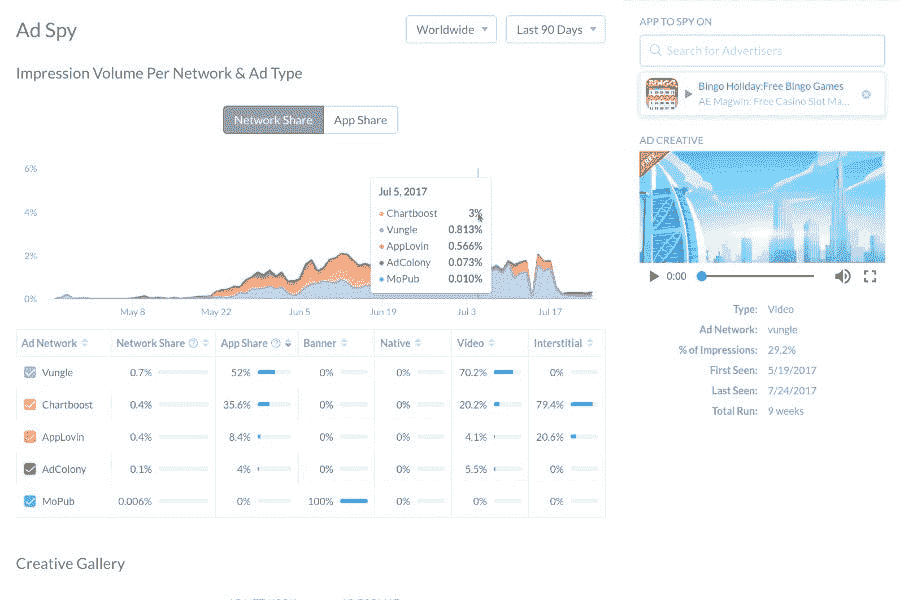 Ad Spy
Worldwide
Last 90 Days
Impression Volume Per Network & Ad Type
Network Share
App Share
6%
4%
2%
0%
Jul 5, 2017
Chartboost 3%
Vungle 0.813%
AppLovin 0.566%
AdColony 0.073%
MoPub 0.010%
May 8 May 22 Jun 5 Jun 19 Jul 3 Jul 17
Ad Network Network Share App Share Banner Native Video Interstitial
Vungle 0.7% 52% 0% 0% 70.2% 0%
Chartboost 0.4% 35.6% 0% 0% 20.2% 79.4%
AppLovin 0.4% 8.4% 0% 0% 4.1% 20.6%
AdColony 0.1% 4% 0% 0% 5.5% 0%
MoPub 0.006% 0% 100% 0% 0% 0%
Creative Gallery
APP TO SPY ON
Search for Advertisers
Bingo Holiday:Free Bingo Games
AE Magwin: Free Casino Slot Ma...
AD CREATIVE
0:00
Type: Video
Ad Network: vungle
% of Impressions: 29.2%
First Seen: 5/19/2017
Last Seen: 7/24/2017
Total Run: 9 weeks